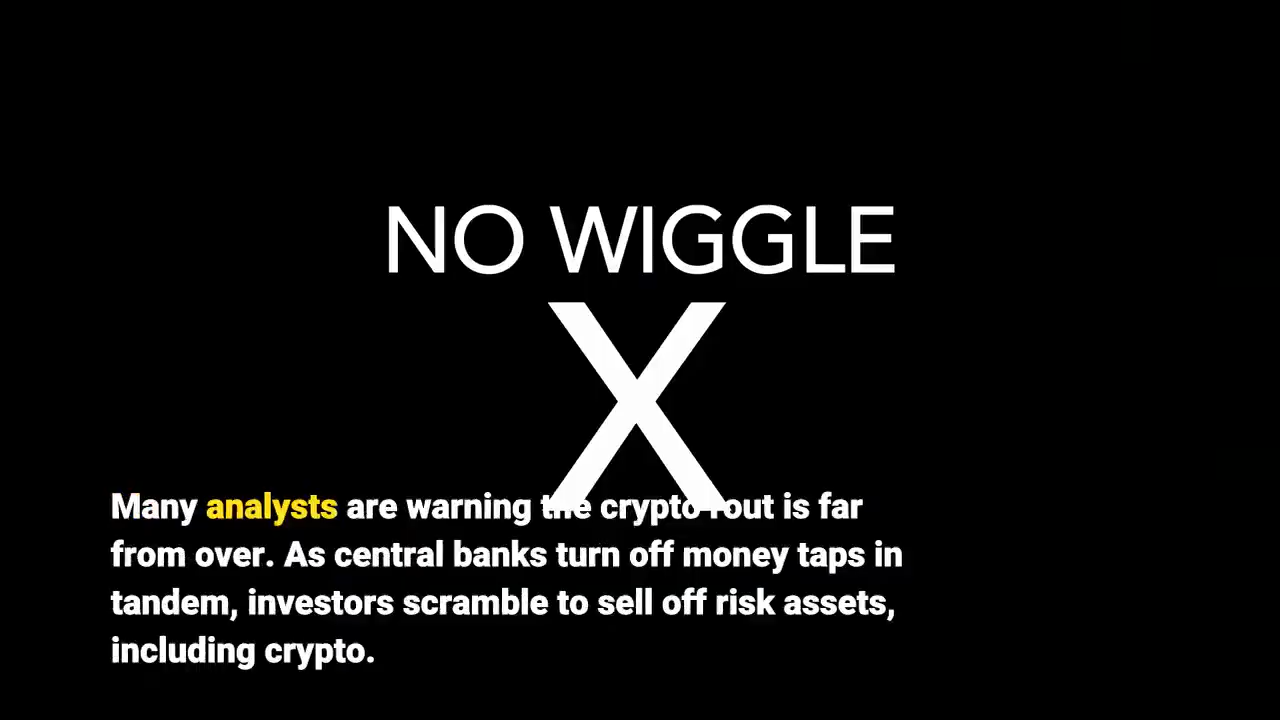 NO WIGGLE
X
Many analysts are warning the crypto rout is far
from over. As central banks turn off money taps in
tandem, investors scramble to sell off risk assets,
including crypto.